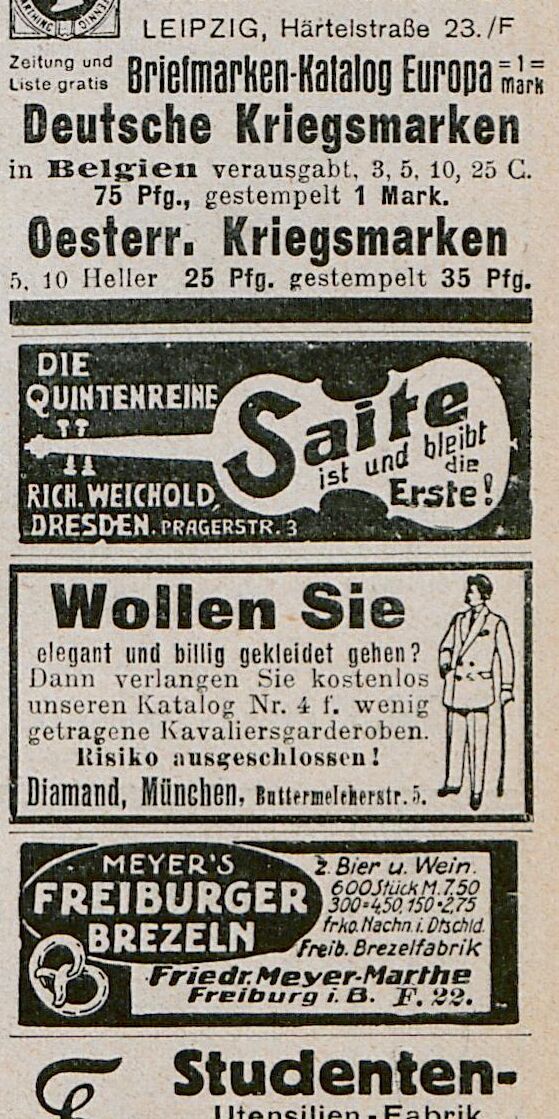 LEIPZIG, Härtelstraße 23./F
Zeitung und
Liste gratis
Briefmarken-Katalog Europa
= 1 =
Mark
Deutsche Kriegsmarken
in Belgien verausgabt, 3, 5, 10, 25 C.
75 Pfg., gestempelt 1 Mark.
Oesterr. Kriegsmarken
5, 10 Heller 25 Pfg. gestempelt 35 Pfg.
DIE
QUINTENREINE
Saite
ist und bleibt
die
Erste!
RICH. WEICHOLD,
DRESDEN. PRAGERSTR. 3
Wollen Sie
elegant und billig gekleidet gehen?
Dann verlangen Sie kostenlos
unseren Katalog Nr. 4 f. wenig
getragene Kavaliersgarderoben.
Risiko ausgeschlossen!
Diamand, München, Buttermelcherstr. 5.
MEYER'S
FREIBURGER
BREZELN
z. Bier u. Wein.
600 Stück M. 7.50
300=4,50, 150=2,75
frko. Nachn. i. Dtschld.
Freib. Brezelfabrik
Friedr. Meyer-Marthe
Freiburg i. B. F. 22.
Studenten-
Utensilien-Fabrik